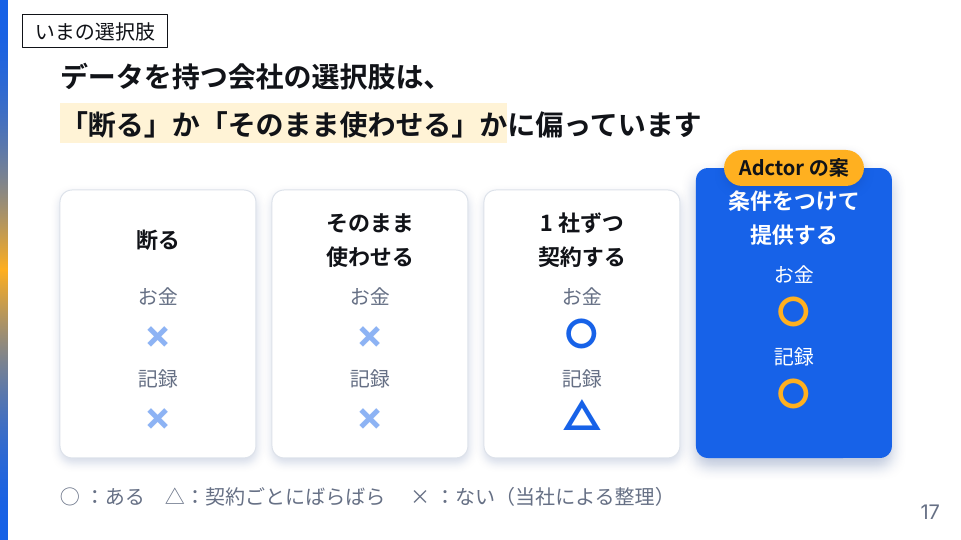 いまの選択肢
データを持つ会社の選択肢は、
「断る」か「そのまま使わせる」かに偏っています
断る
お金
×
記録
×
そのまま
使わせる
お金
×
記録
×
1 社ずつ
契約する
お金
○
記録
△
Adctor の案
条件をつけて
提供する
お金
○
記録
○
○ ：ある　△：契約ごとにばらばら　× ：ない（当社による整理）
17